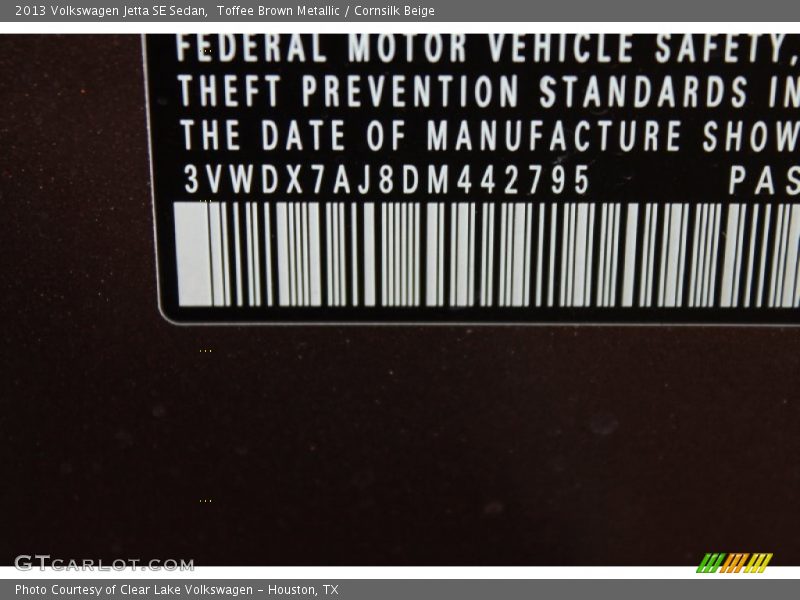 2013 Volkswagen Jetta SE Sedan,  Toffee Brown Metallic / Cornsilk Beige
FEDERAL MOTOR VEHICLE SAFETY,
THEFT PREVENTION STANDARDS IN
THE DATE OF MANUFACTURE SHOW
3VWDX7AJ8DM442795 PAS
GTcarlot.com
Photo Courtesy of Clear Lake Volkswagen – Houston, TX